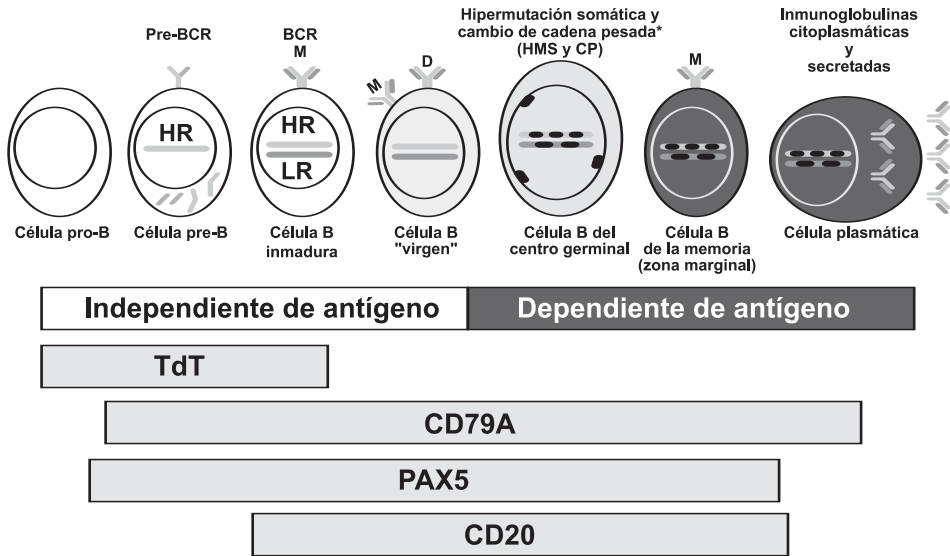 Pre-BCR
BCR
M
M
D
Hipermutación somática y
cambio de cadena pesada*
(HMS y CP)
M
Inmunoglobulinas
citoplasmáticas
y
secretadas
HR
HR
LR
Célula pro-B
Célula pre-B
Célula B
inmadura
Célula B
"virgen"
Célula B del
centro germinal
Célula B
de la memoria
(zona marginal)
Célula plasmática
Independiente de antígeno
Dependiente de antígeno
TdT
CD79A
PAX5
CD20